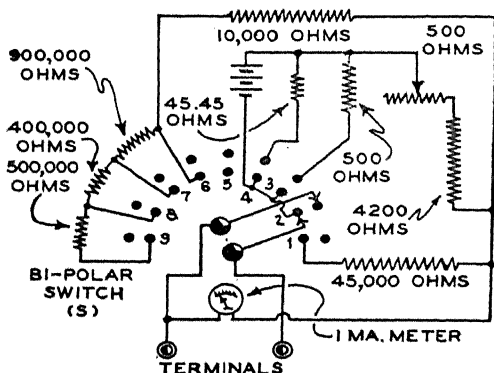 900,000
OHMS
10,000 OHMS
500
OHMS
400,000
OHMS
500,000
OHMS
45.45
OHMS
500
OHMS
4200
OHMS
1
2
3
4
5
6
7
8
9
BI-POLAR
SWITCH
(S)
45,000 OHMS
1 MA. METER
TERMINALS